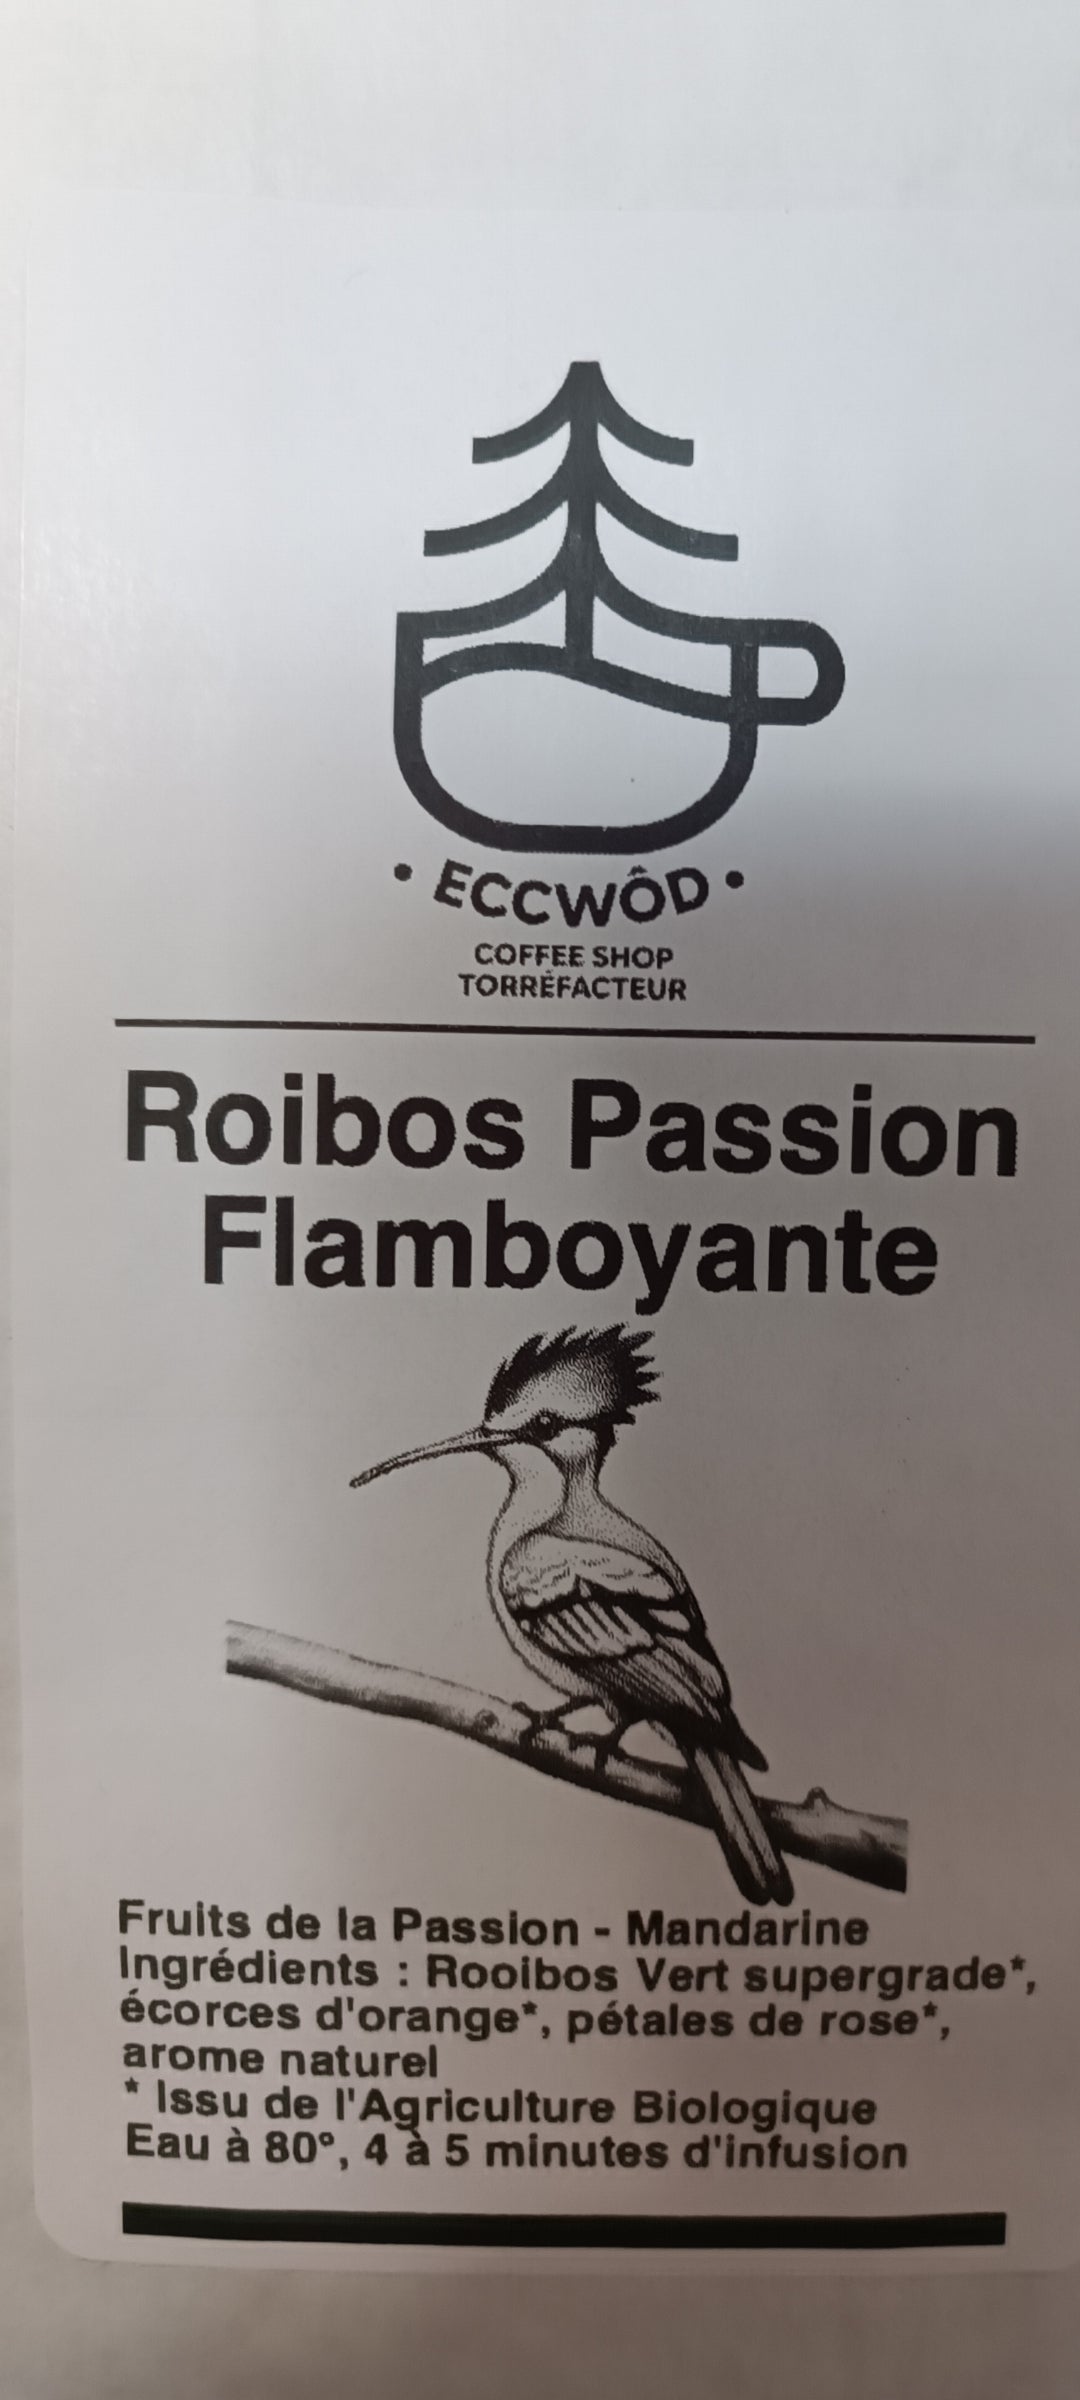 • ECCWÔD •
COFFEE SHOP
TORRÉFACTEUR
Roibos Passion
Flamboyante
Fruits de la Passion - Mandarine
Ingrédients : Rooibos Vert supergrade*,
écorces d'orange*, pétales de rose*,
arome naturel
* Issu de l'Agriculture Biologique
Eau à 80°, 4 à 5 minutes d'infusion